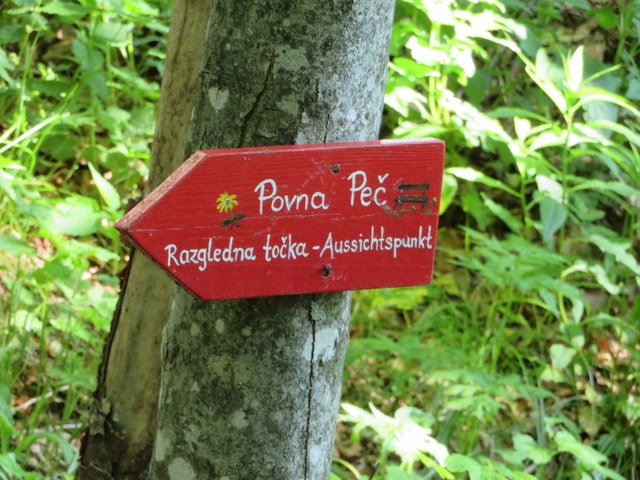 Povna Peč
Razgledna točka - Aussichtspunkt